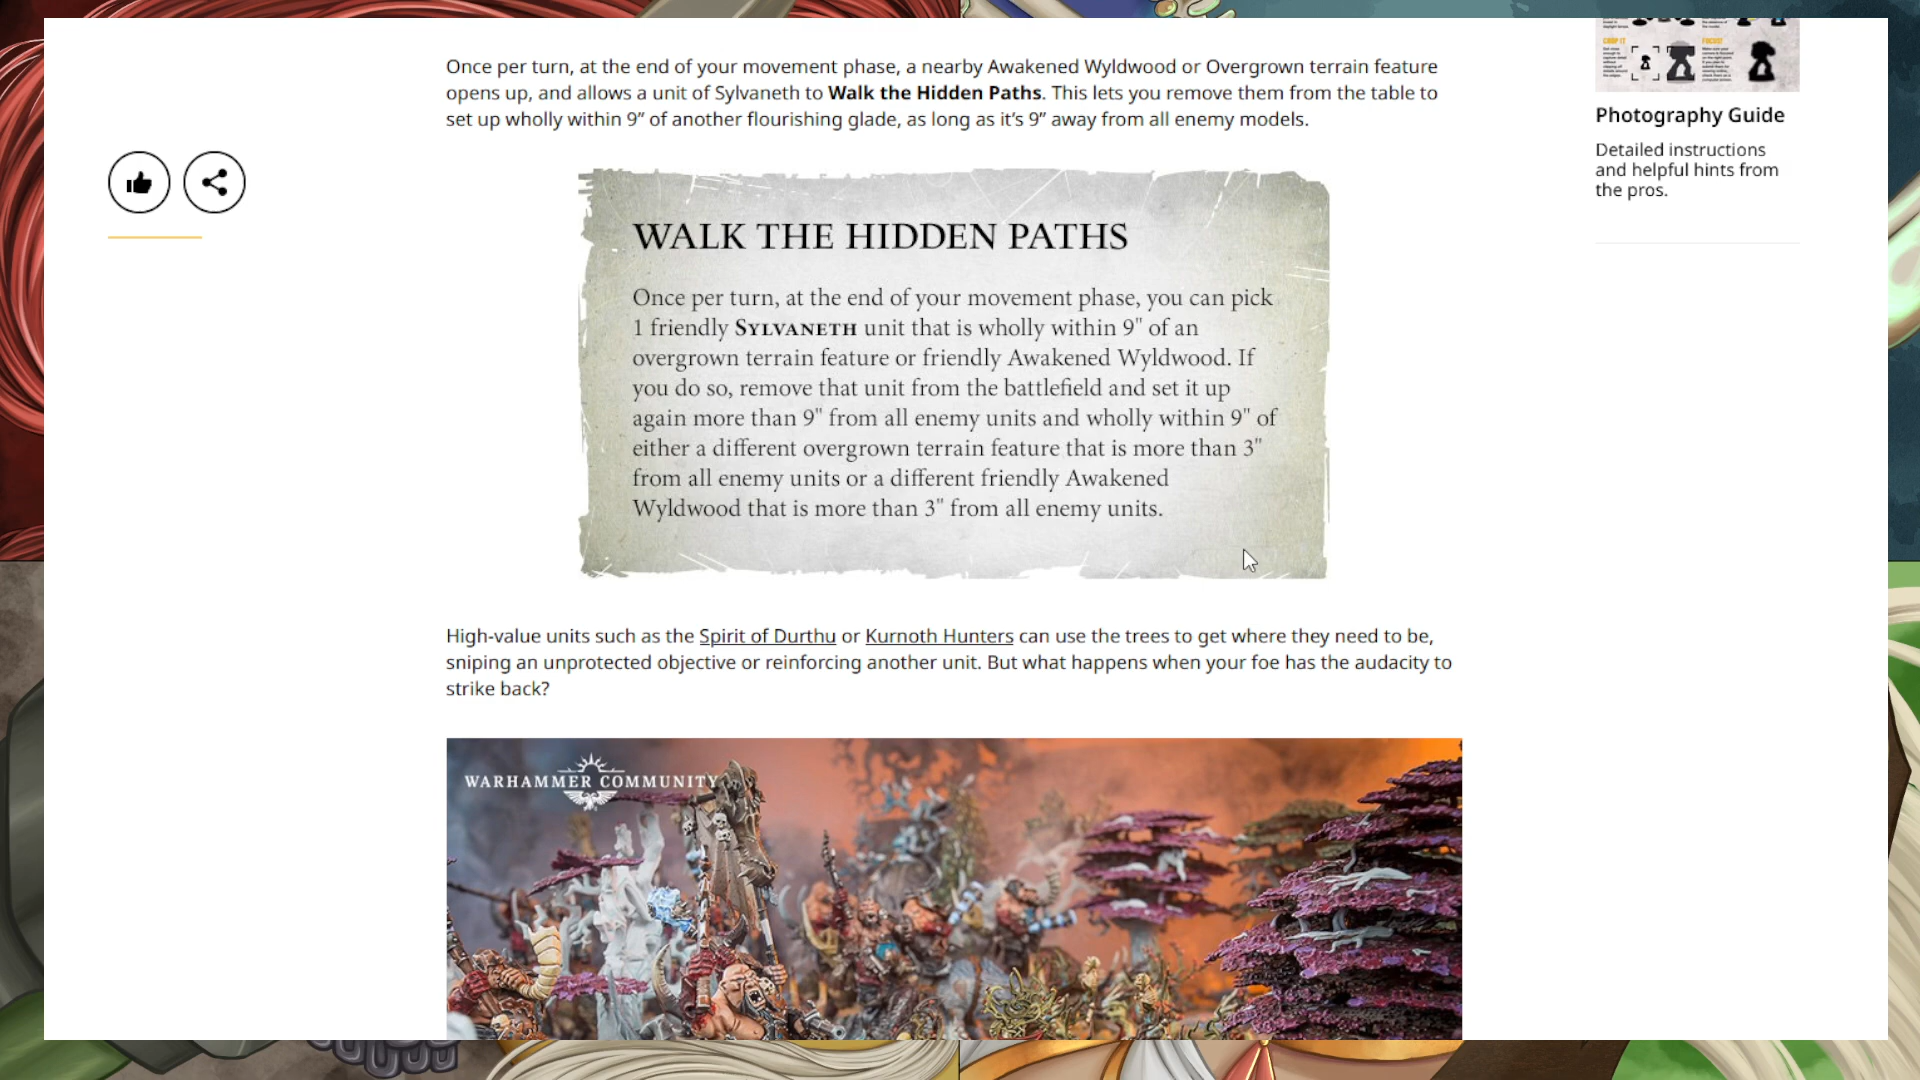 Once per turn, at the end of your movement phase, a nearby Awakened Wyldwood or Overgrown terrain feature
opens up, and allows a unit of Sylvaneth to Walk the Hidden Paths. This lets you remove them from the table to
set up wholly within 9” of another flourishing glade, as long as it’s 9” away from all enemy models.
WALK THE HIDDEN PATHS
Once per turn, at the end of your movement phase, you can pick
1 friendly SYLVANETH unit that is wholly within 9" of an
overgrown terrain feature or friendly Awakened Wyldwood. If
you do so, remove that unit from the battlefield and set it up
again more than 9" from all enemy units and wholly within 9" of
either a different overgrown terrain feature that is more than 3"
from all enemy units or a different friendly Awakened
Wyldwood that is more than 3" from all enemy units.
High-value units such as the Spirit of Durthu or Kurnoth Hunters can use the trees to get where they need to be,
sniping an unprotected objective or reinforcing another unit. But what happens when your foe has the audacity to
strike back?
WARHAMMER COMMUNITY
Photography Guide
Detailed instructions
and helpful hints from
the pros.